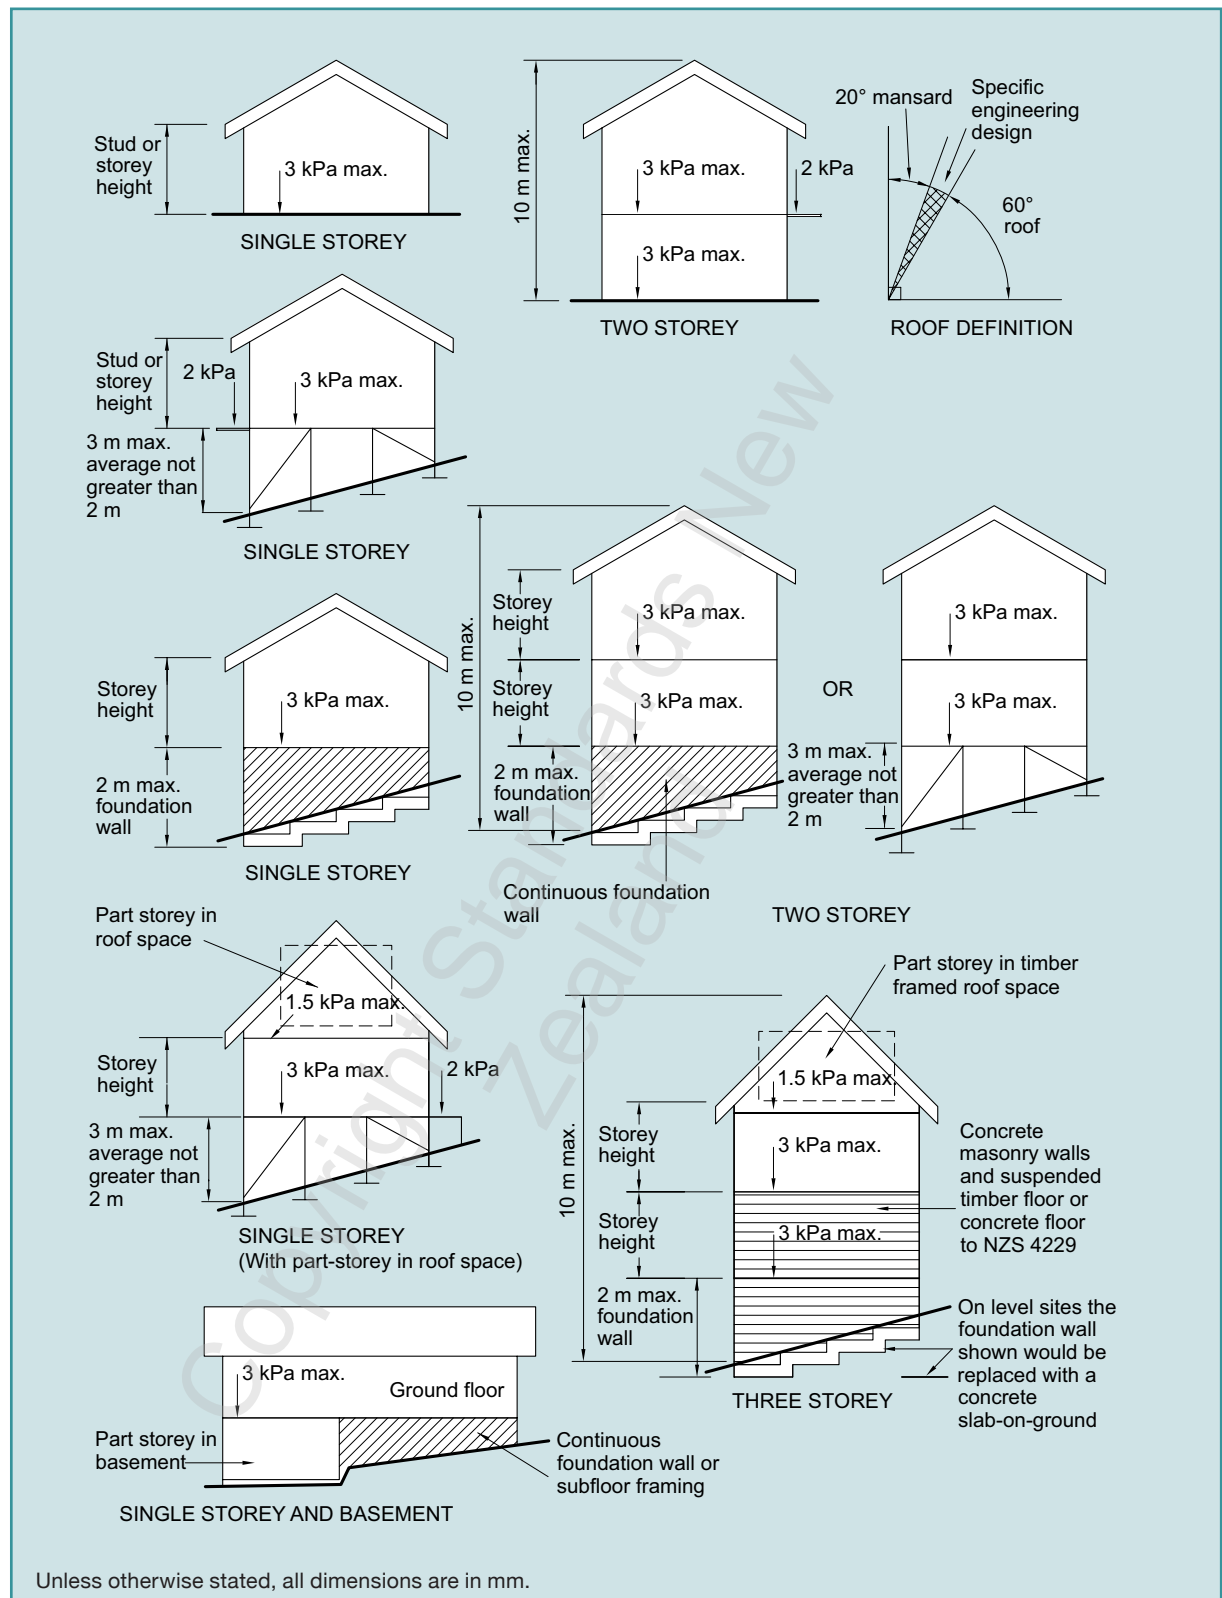 Stud or
storey
height
3 kPa max.
SINGLE STOREY
10 m max.
3 kPa max.
2 kPa
3 kPa max.
TWO STOREY
20° mansard
Specific
engineering
design
60°
roof
ROOF DEFINITION
Stud or
storey
height
2 kPa
3 kPa max.
3 m max.
average not
greater than
2 m
SINGLE STOREY
Storey
height
3 kPa max.
2 m max.
foundation
wall
SINGLE STOREY
10 m max.
Storey
height
3 kPa max.
Storey
height
3 kPa max.
2 m max.
foundation
wall
Continuous foundation
wall
OR
3 kPa max.
3 kPa max.
3 m max.
average not
greater than
2 m
TWO STOREY
Part storey in
roof space
1.5 kPa max.
Storey
height
3 kPa max.
2 kPa
3 m max.
average not
greater than
2 m
SINGLE STOREY
(With part-storey in roof space)
Part storey in timber
framed roof space
10 m max.
1.5 kPa max.
Storey
height
3 kPa max.
Storey
height
3 kPa max.
2 m max.
foundation
wall
Concrete
masonry walls
and suspended
timber floor or
concrete floor
to NZS 4229
On level sites the
foundation wall
shown would be
replaced with a
concrete
slab-on-ground
THREE STOREY
3 kPa max.
Ground floor
Part storey in
basement
Continuous
foundation wall or
subfloor framing
SINGLE STOREY AND BASEMENT
Unless otherwise stated, all dimensions are in mm.
Copyright Standards New
Zealand